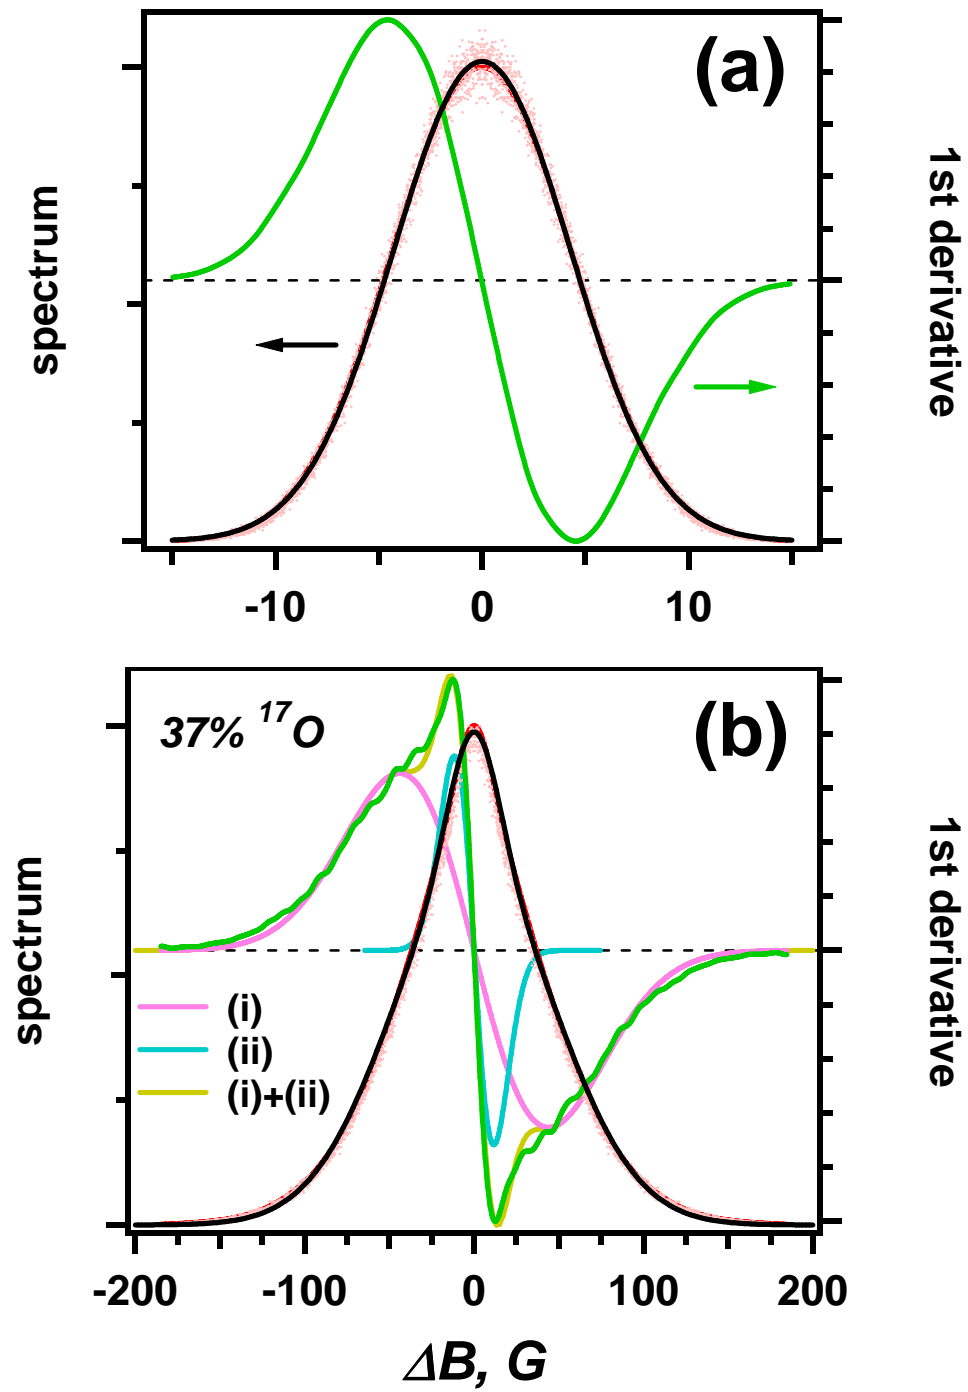 (a)
spectrum
1st derivative
-10 0 10
37% ¹⁷O
(b)
spectrum
1st derivative
(i)
(ii)
(i)+(ii)
-200 -100 0 100 200
ΔB, G